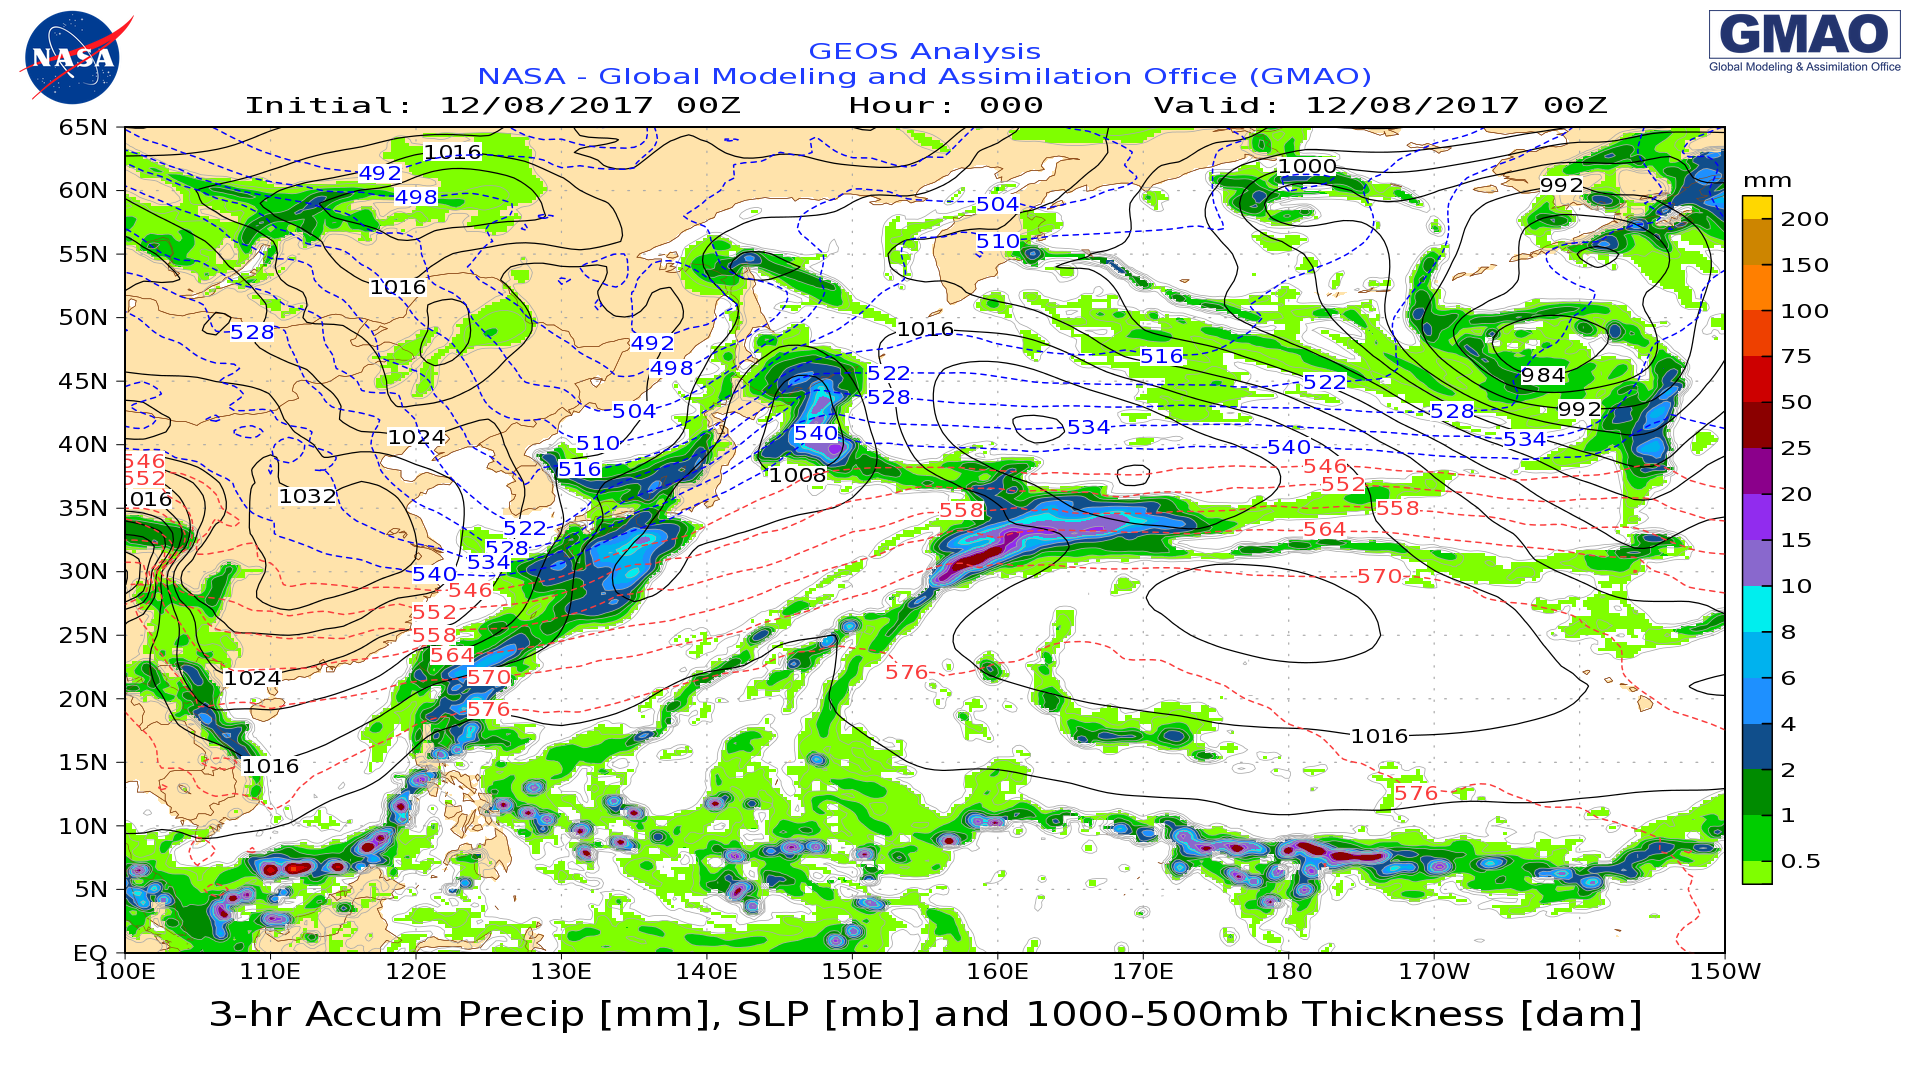 NASA
GMAO
Global Modeling & Assimilation Office
GEOS Analysis
NASA - Global Modeling and Assimilation Office (GMAO)
Initial: 12/08/2017 00Z Hour: 000 Valid: 12/08/2017 00Z
65N
60N
55N
50N
45N
40N
35N
30N
25N
20N
15N
10N
5N
EQ
1016
492
498
1000
992
504
510
1016
528
1016
492
516
498
522
522
984
528
504
528
992
534
1024
510
540
534
540
546
516
546
552
1008
552
016
1032
558
558
522
564
528
534
540
570
546
552
558
564
576
1024
570
576
1016
1016
576
mm
200
150
100
75
50
25
20
15
10
8
6
4
2
1
0.5
100E 110E 120E 130E 140E 150E 160E 170E 180 170W 160W 150W
3-hr Accum Precip [mm], SLP [mb] and 1000-500mb Thickness [dam]